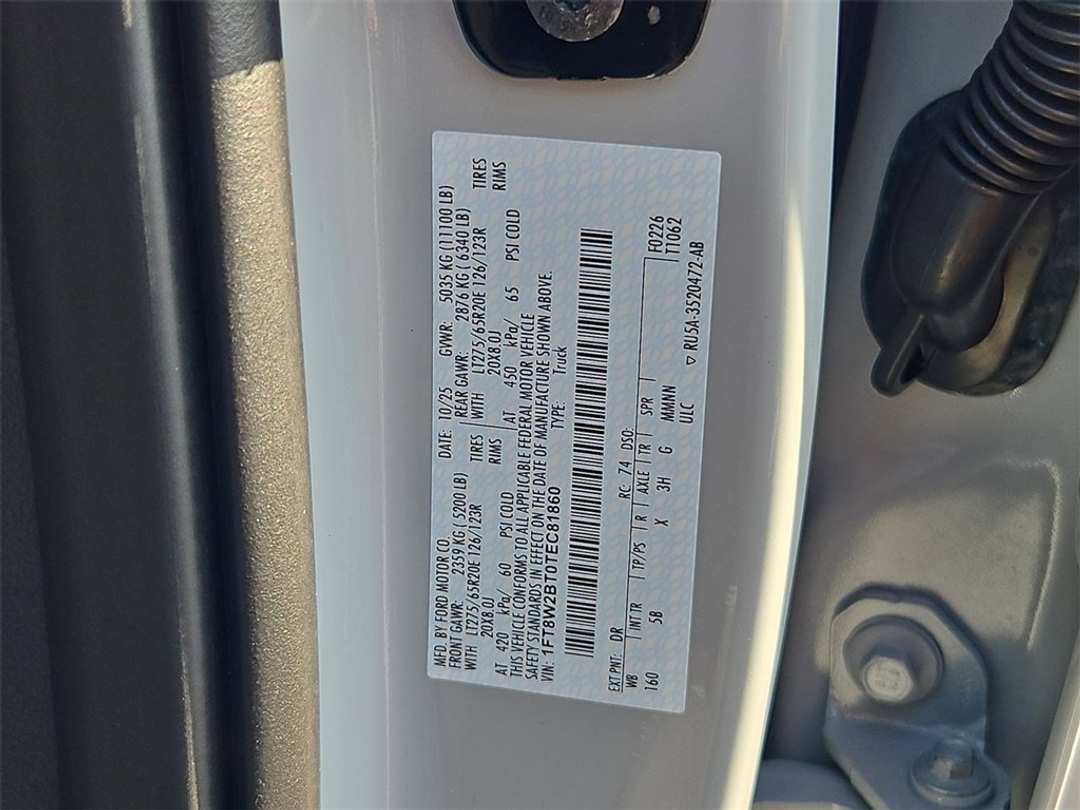 MFD. BY FORD MOTOR CO. DATE: 10/25 GVWR: 5035 KG (11100 LB)
FRONT GAWR: 2359 KG ( 5200 LB) REAR GAWR: 2876 KG ( 6340 LB)
WITH LT275/65R20E 126/123R TIRES WITH LT275/65R20E 126/123R TIRES
20X8.0J RIMS 20X8.0J RIMS
AT 420 kPa/ 60 PSI COLD AT 450 kPa/ 65 PSI COLD
THIS VEHICLE CONFORMS TO ALL APPLICABLE FEDERAL MOTOR VEHICLE
SAFETY STANDARDS IN EFFECT ON THE DATE OF MANUFACTURE SHOWN ABOVE.
VIN: 1FT8W2BT0TEC81860 TYPE: Truck
EXT PNT: DR RC: 74 DSO: F0226
WB INT TR TP/PS R AXLE TR SPR T1062
160 5B X 3H G MMNNN
ULC ▽ RU5A-3520472-AB